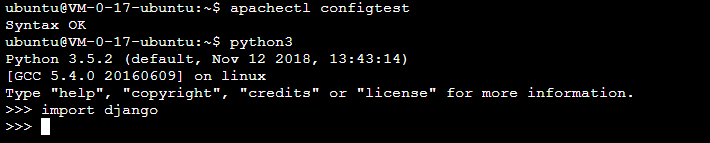 ubuntu@VM-0-17-ubuntu:~$ apachectl configtest
Syntax OK
ubuntu@VM-0-17-ubuntu:~$ python3
Python 3.5.2 (default, Nov 12 2018, 13:43:14)
[GCC 5.4.0 20160609] on linux
Type "help", "copyright", "credits" or "license" for more information.
>>> import django
>>>